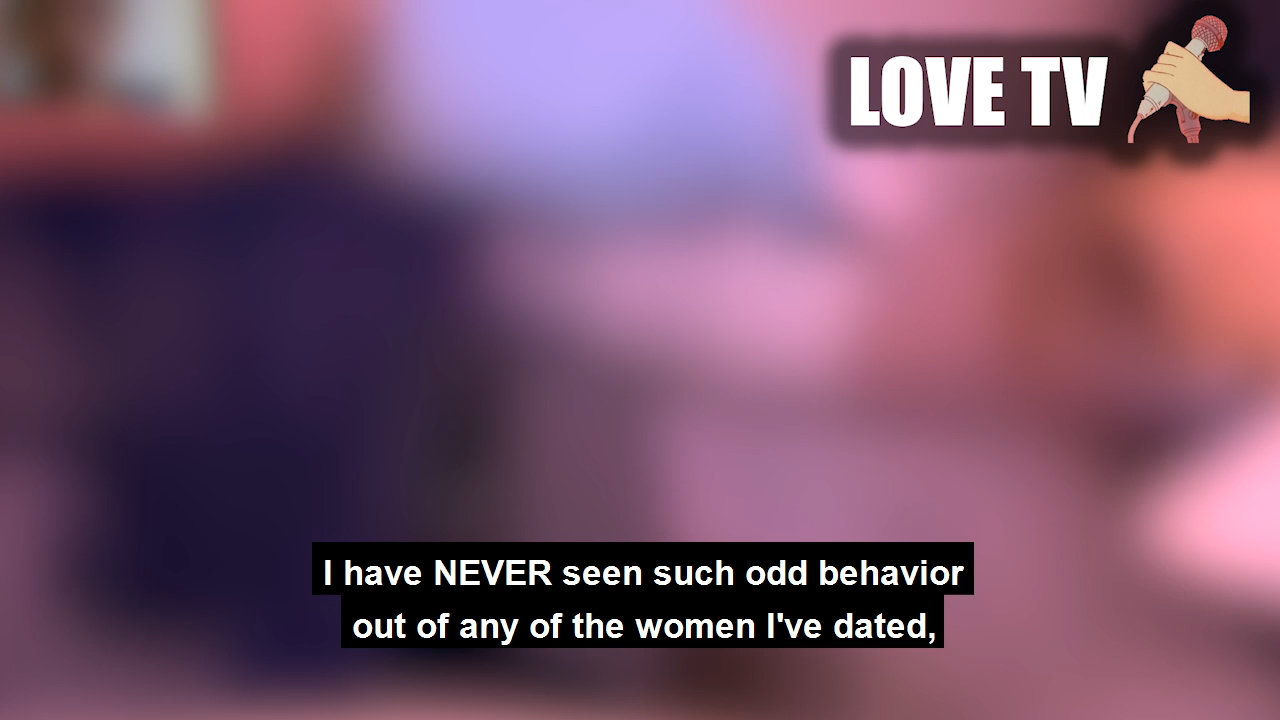 LOVE TV
I have NEVER seen such odd behavior
out of any of the women I've dated,